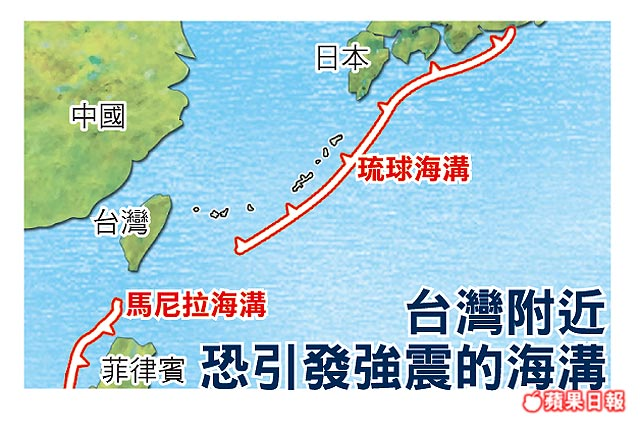 日本
中國
琉球海溝
台灣
馬尼拉海溝
台灣附近
菲律賓
恐引發強震的海溝
蘋果日報